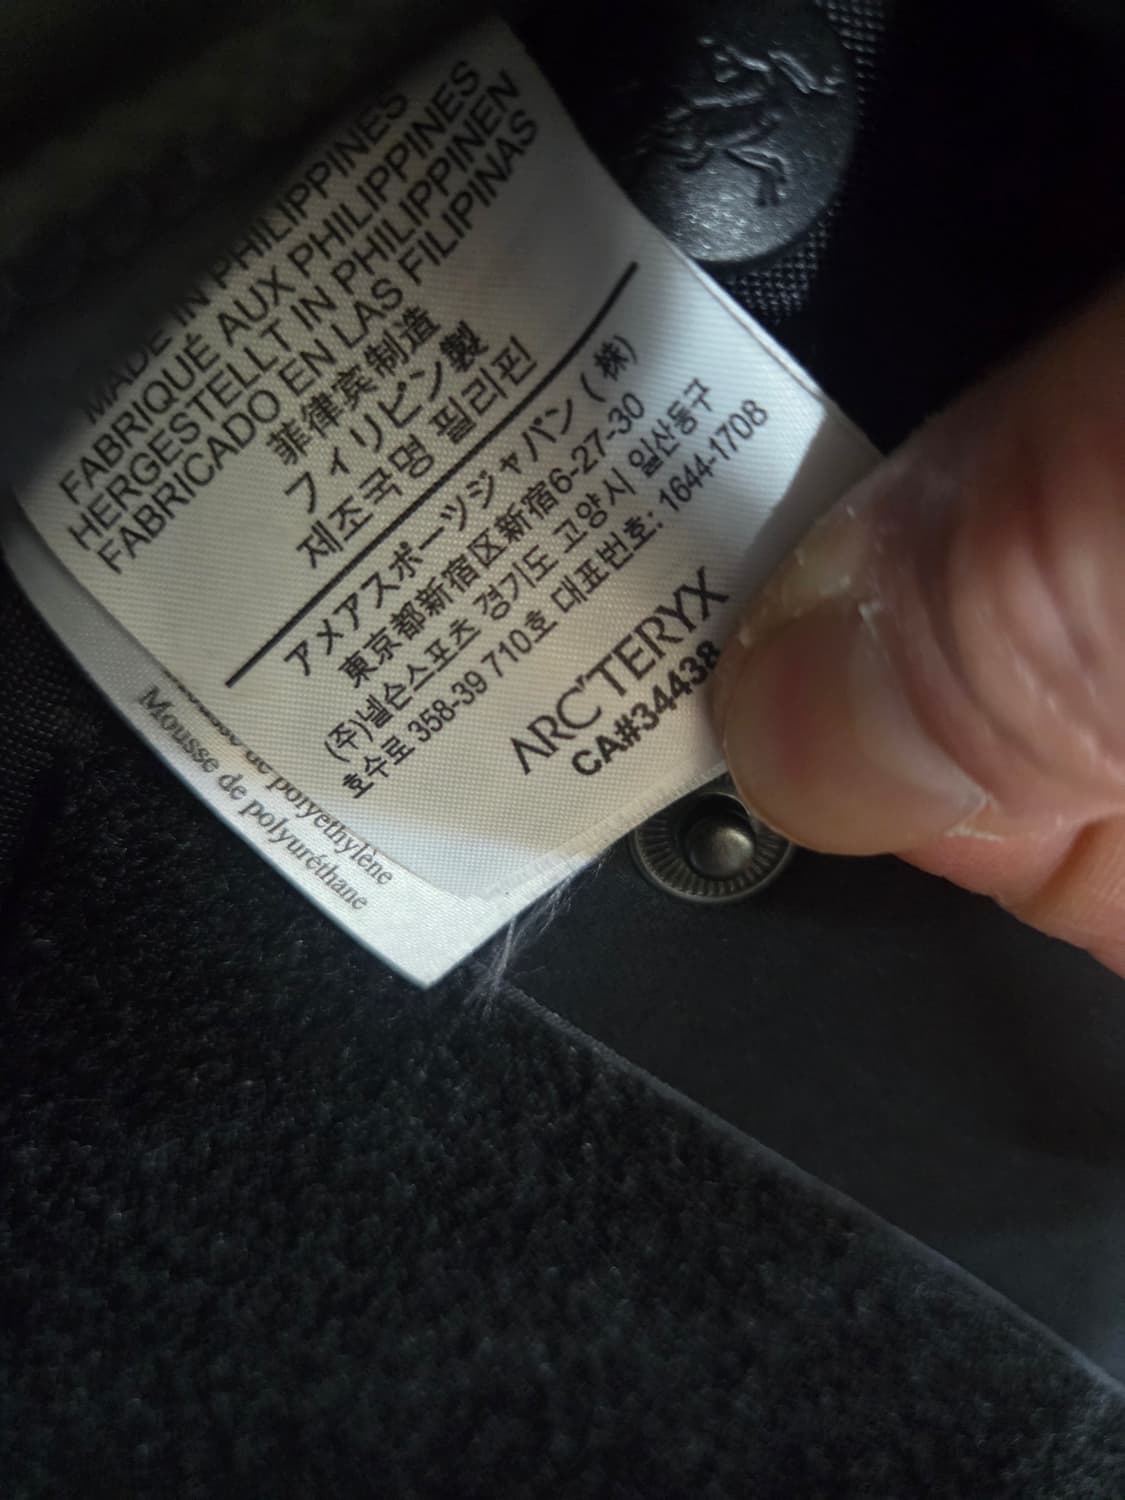 MADE IN PHILIPPINES
FABRIQUÉ AUX PHILIPPINES
HERGESTELLT IN PHILIPPINEN
FABRICADO EN LAS FILIPINAS
菲律宾制造
フィリピン製
제조국명 필리핀
アメアスポーツジャパン (株)
東京都新宿区新宿6-27-30
(주)넬슨스포츠 경기도 고양시 일산동구
호수로 358-39 710호 대표번호: 1644-1708
ARC'TERYX
CA#34438
de polyéthylène
Mousse de polyuréthane